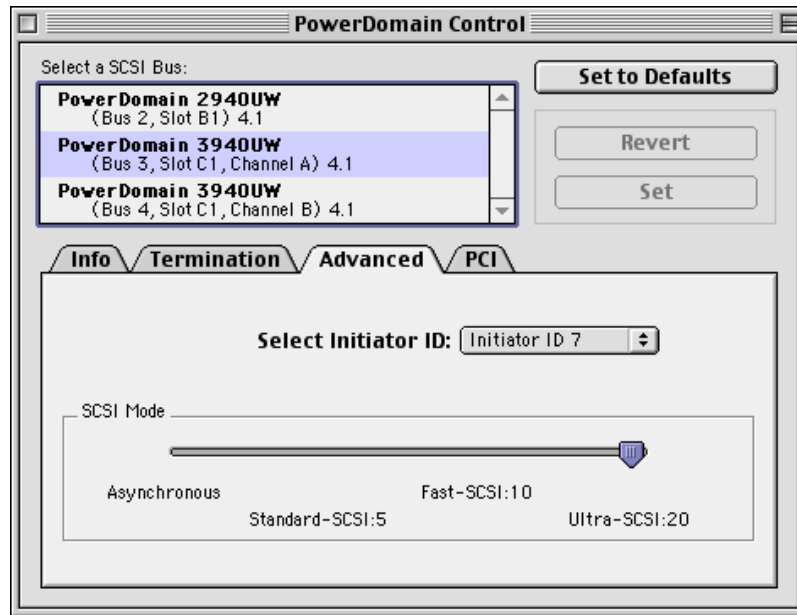 PowerDomain Control
Select a SCSI Bus:
PowerDomain 2940UW
(Bus 2, Slot B1) 4.1
PowerDomain 3940UW
(Bus 3, Slot C1, Channel A) 4.1
PowerDomain 3940UW
(Bus 4, Slot C1, Channel B) 4.1
Set to Defaults
Revert
Set
Info
Termination
Advanced
PCI
Select Initiator ID:
Initiator ID 7
SCSI Mode
Asynchronous
Standard-SCSI:5
Fast-SCSI:10
Ultra-SCSI:20